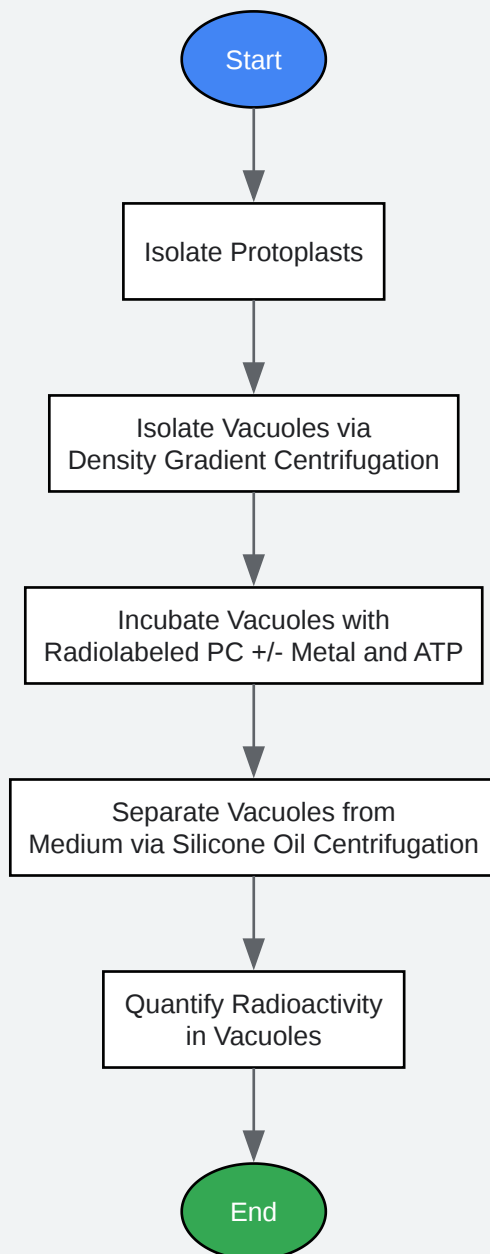 Start
Isolate Protoplasts
Isolate Vacuoles via
Density Gradient Centrifugation
Incubate Vacuoles with
Radiolabeled PC +/- Metal and ATP
Separate Vacuoles from
Medium via Silicone Oil Centrifugation
Quantify Radioactivity
in Vacuoles
End